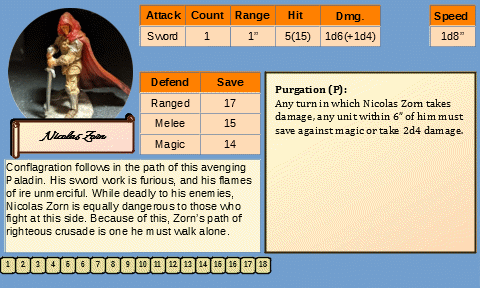 Attack Count Range Hit Dmg. Speed
Sword 1 1” 5(15) 1d6(+1d4) 1d8”
Defend Save
Ranged 17
Melee 15
Magic 14
Nicolas Zorn
Purgation (P):
Any turn in which Nicolas Zorn takes
damage, any unit within 6” of him must
save against magic or take 2d4 damage.
Conflagration follows in the path of this avenging
Paladin. His sword work is furious, and his flames
of ire unmerciful. While deadly to his enemies,
Nicolas Zorn is equally dangerous to those who
fight at this side. Because of this, Zorn’s path of
righteous crusade is one he must walk alone.
1 2 3 4 5 6 7 8 9 10 11 12 13 14 15 16 17 18